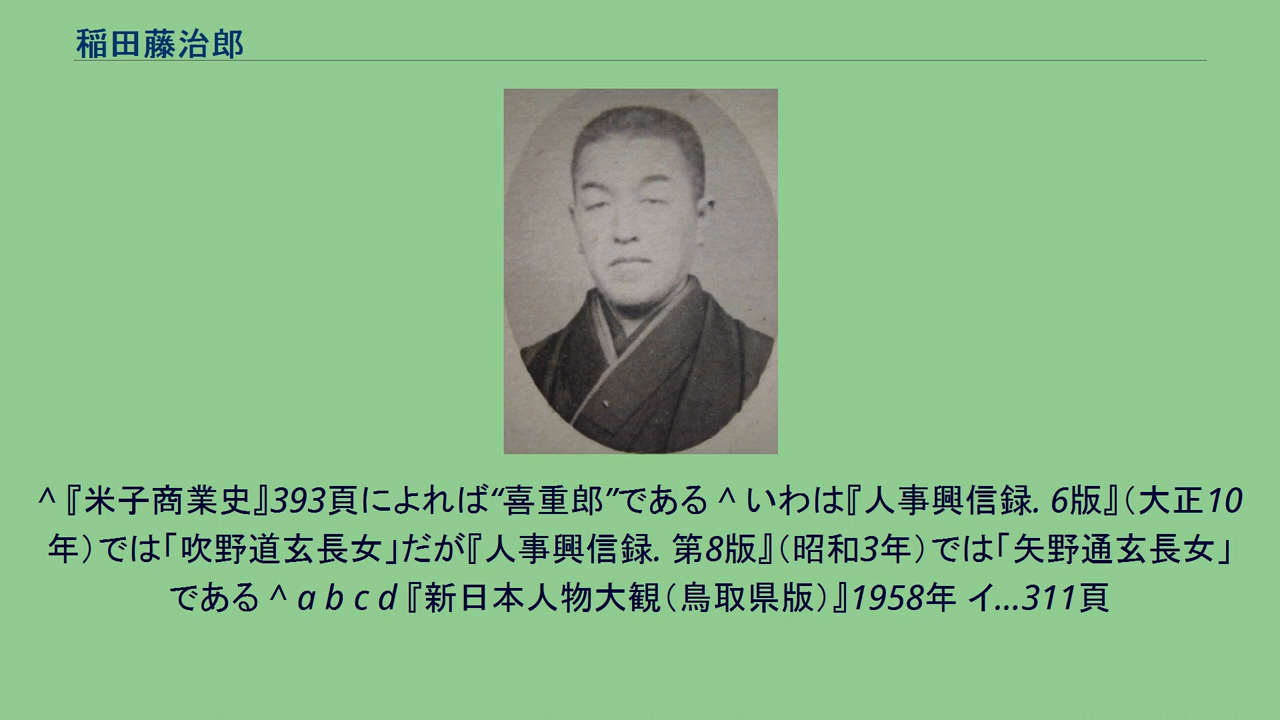 稲田藤治郎
^『米子商業史』393頁によれば“喜重郎”である ^ いわは『人事興信録. 6版』（大正10
年）では「吹野道玄長女」だが『人事興信録. 第8版』（昭和3年）では「矢野通玄長女」
である ^ a b c d『新日本人物大観（鳥取県版）』1958年 イ…311頁